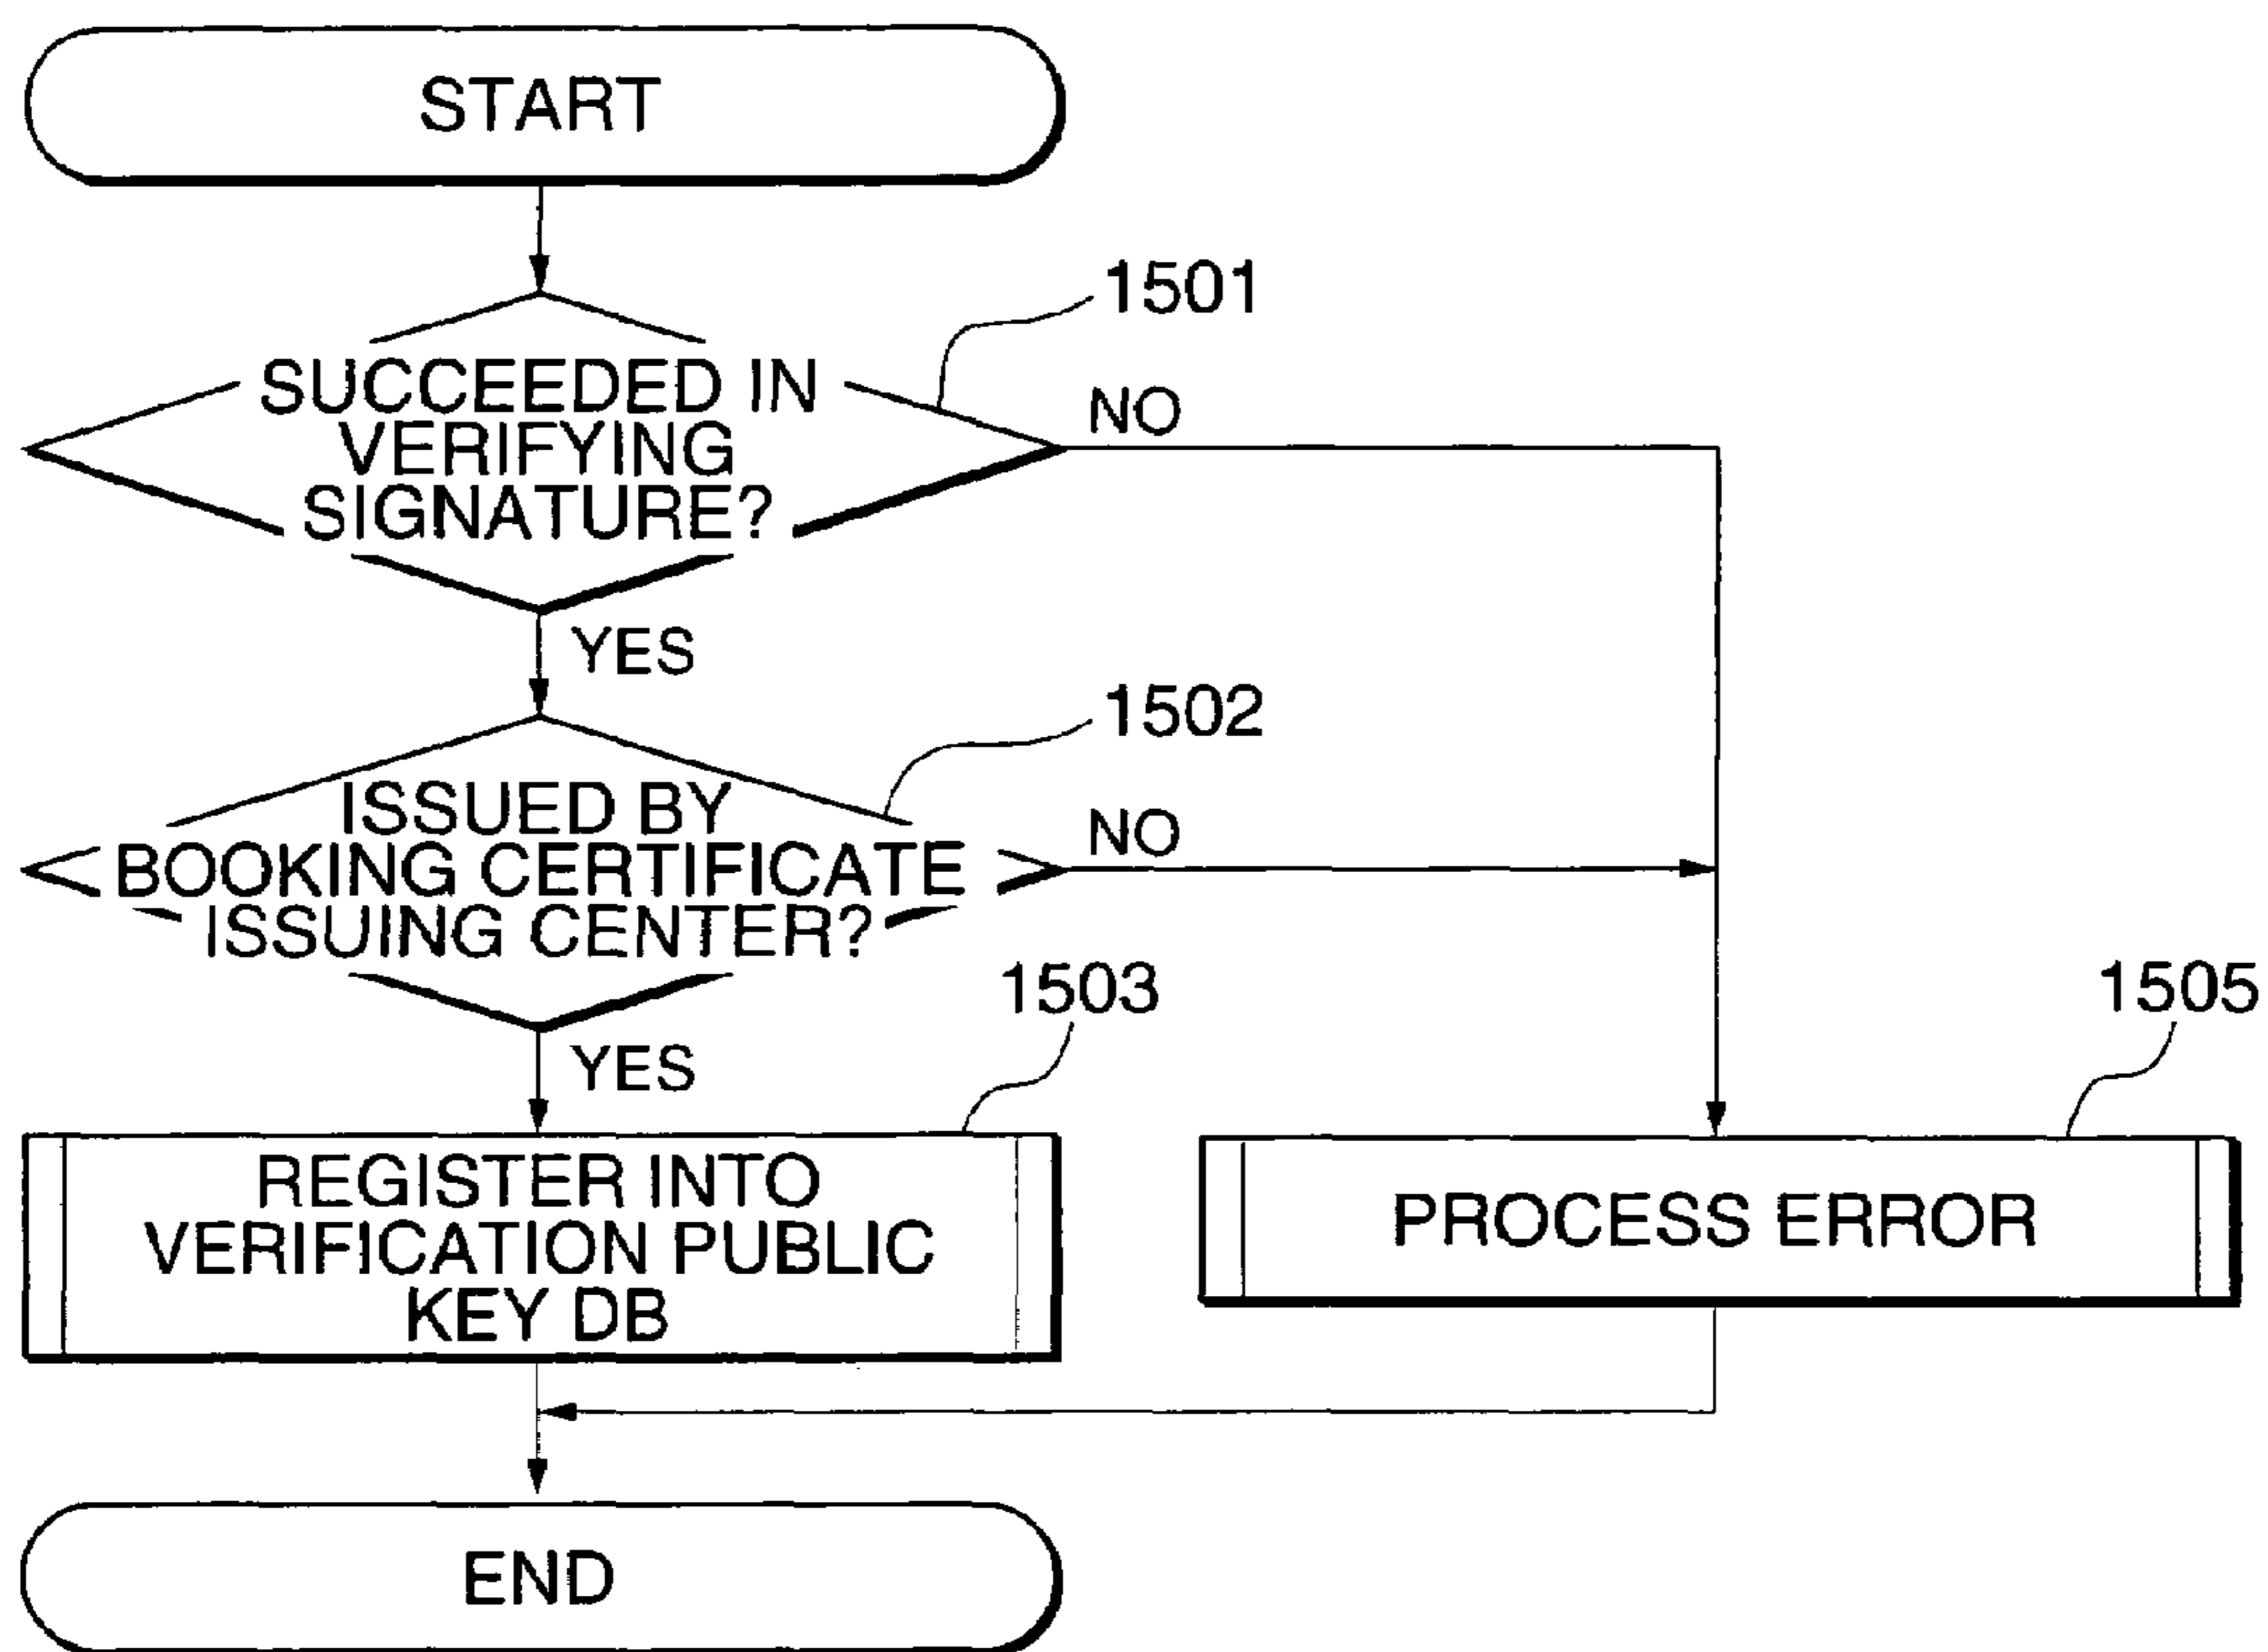 START
1501
SUCCEEDED IN
VERIFYING
SIGNATURE?
NO
YES
1502
ISSUED BY
BOOKING CERTIFICATE
ISSUING CENTER?
NO
YES
1503
REGISTER INTO
VERIFICATION PUBLIC
KEY DB
1505
PROCESS ERROR
END